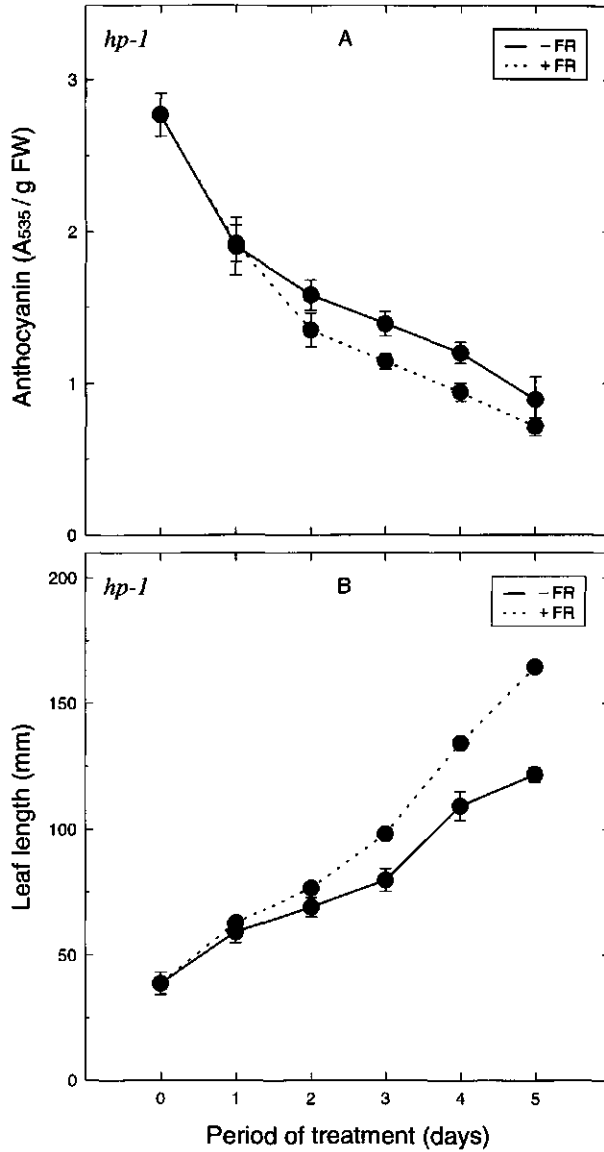 hp-1
A
– FR
+ FR
3
2
1
0
Anthocyanin (A535 / g FW)
hp-1
B
– FR
+ FR
200
150
100
50
0
Leaf length (mm)
0 1 2 3 4 5
Period of treatment (days)